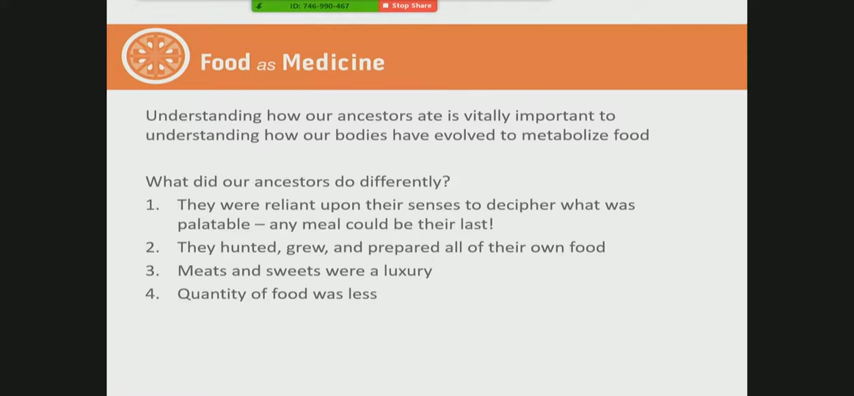 ID: 746-990-467
Stop Share
Food as Medicine
Understanding how our ancestors ate is vitally important to
understanding how our bodies have evolved to metabolize food
What did our ancestors do differently?
1. They were reliant upon their senses to decipher what was
palatable – any meal could be their last!
2. They hunted, grew, and prepared all of their own food
3. Meats and sweets were a luxury
4. Quantity of food was less